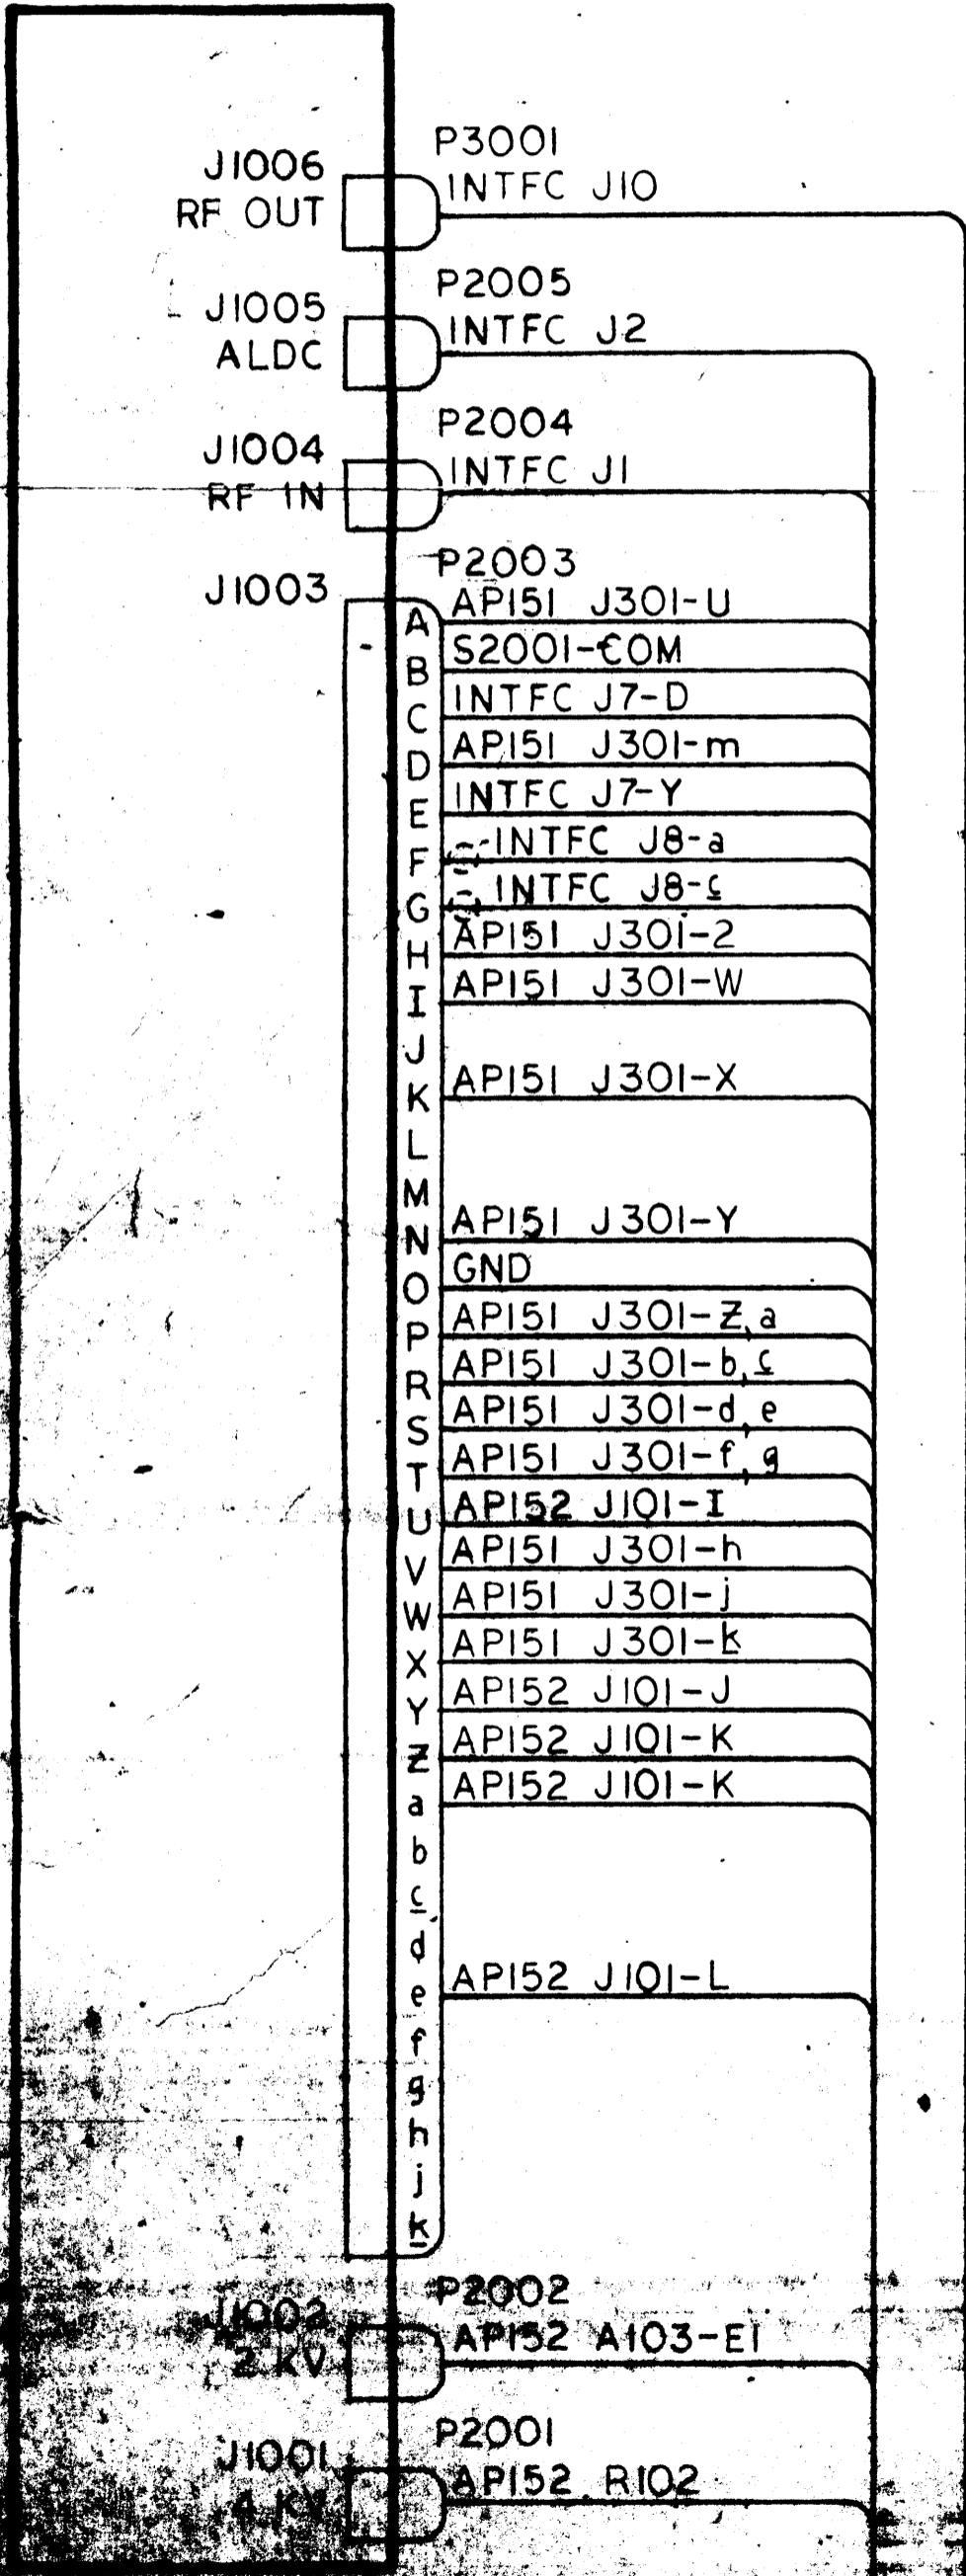 P3001
J1006
INTFC J10
RF OUT
P2005
J1005
INTFC J2
ALDC
P2004
J1004
INTFC J1
RF IN
P2003
J1003
A AP151 J301-U
B S2001-COM
C INTFC J7-D
D AP151 J301-m
E INTFC J7-Y
F INTFC J8-a
G INTFC J8-c
H AP151 J301-2
I AP151 J301-W
J
K AP151 J301-X
L
M
N AP151 J301-Y
O GND
P AP151 J301-Z,a
R AP151 J301-b,c
S AP151 J301-d,e
T AP151 J301-f,g
U AP152 J101-I
V AP151 J301-h
W AP151 J301-j
X AP151 J301-k
Y AP152 J101-J
Z AP152 J101-K
a AP152 J101-K
b
c
d
e AP152 J101-L
f
g
h
j
k
P2002
J1002
AP152 A103-E1
2 KV
P2001
J1001
AP152 R102
4 KV